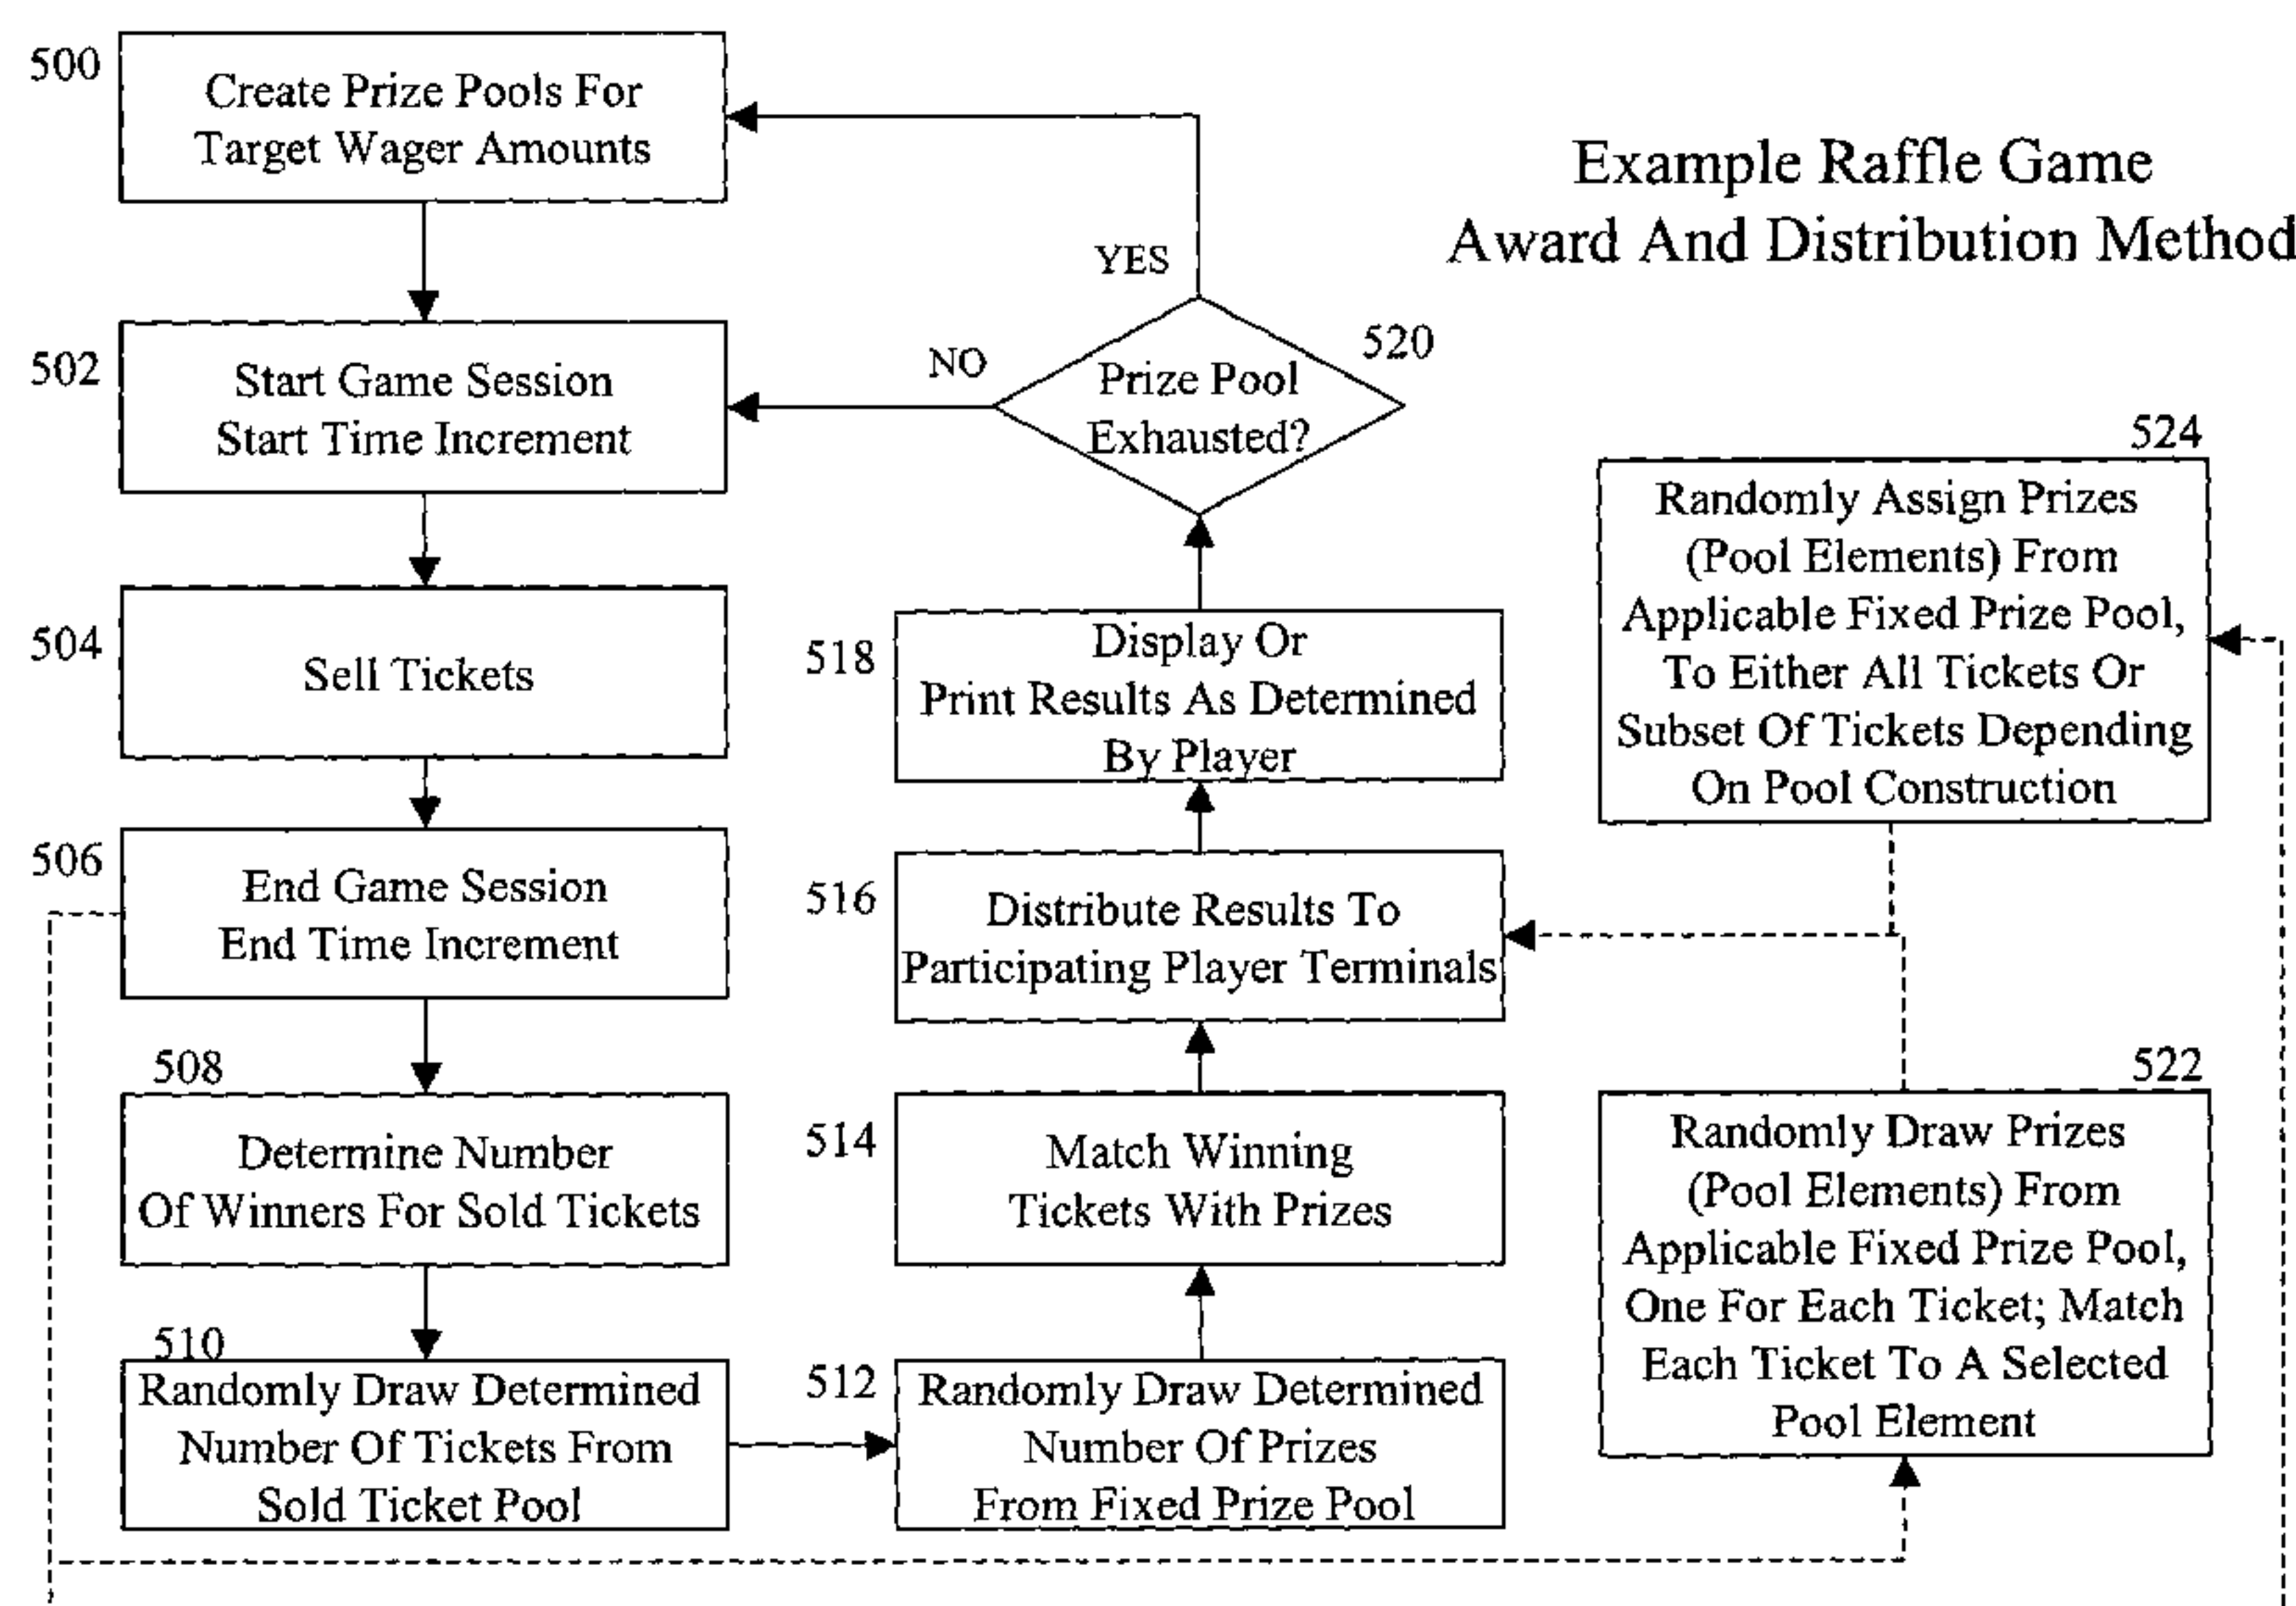 Example Raffle Game
Award And Distribution Method
500
Create Prize Pools For
Target Wager Amounts
502
Start Game Session
Start Time Increment
504
Sell Tickets
506
End Game Session
End Time Increment
508
Determine Number
Of Winners For Sold Tickets
510
Randomly Draw Determined
Number Of Tickets From
Sold Ticket Pool
512
Randomly Draw Determined
Number Of Prizes
From Fixed Prize Pool
514
Match Winning
Tickets With Prizes
516
Distribute Results To
Participating Player Terminals
518
Display Or
Print Results As Determined
By Player
520
Prize Pool
Exhausted?
YES
NO
522
Randomly Draw Prizes
(Pool Elements) From
Applicable Fixed Prize Pool,
One For Each Ticket; Match
Each Ticket To A Selected
Pool Element
524
Randomly Assign Prizes
(Pool Elements) From
Applicable Fixed Prize Pool,
To Either All Tickets Or
Subset Of Tickets Depending
On Pool Construction